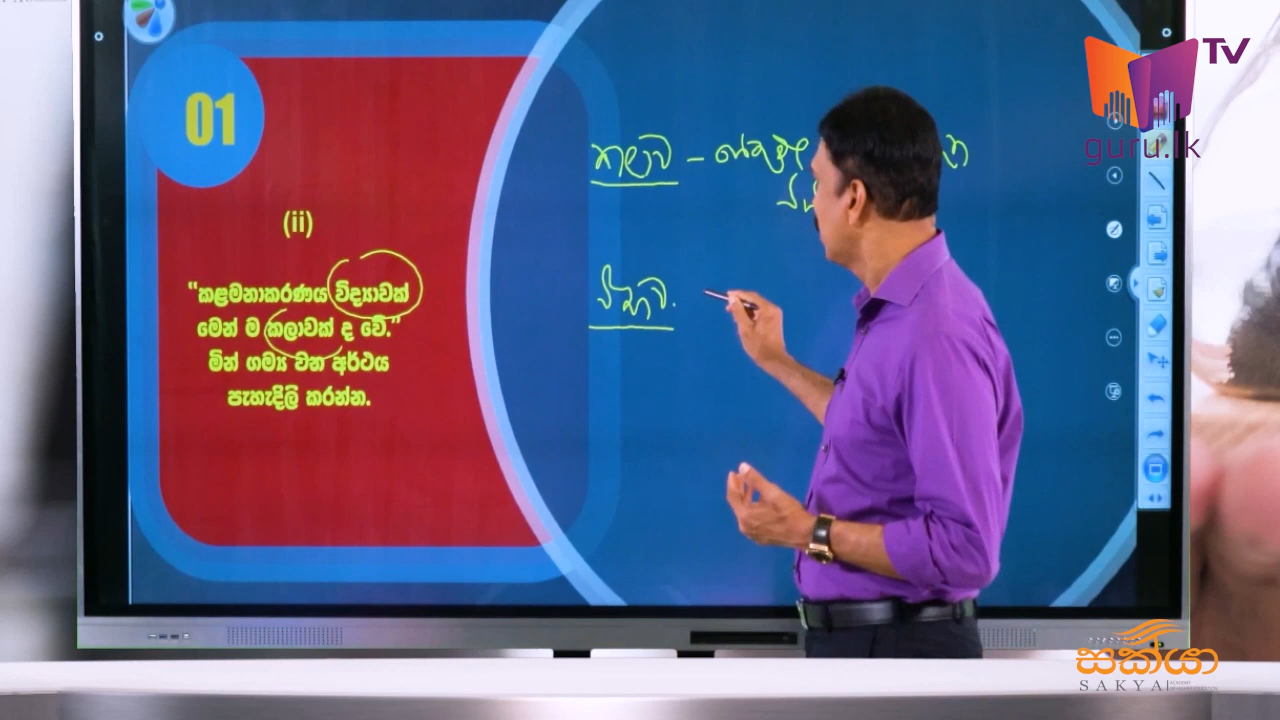 01
(ii)
"කළමනාකරණය විද්‍යාවක්
මෙන් ම කලාවක් ද වේ."
මින් ගම්‍ය වන අර්ථය
පැහැදිලි කරන්න.
කලාව –
TV
guru.lk
සක්යා
SAKYA